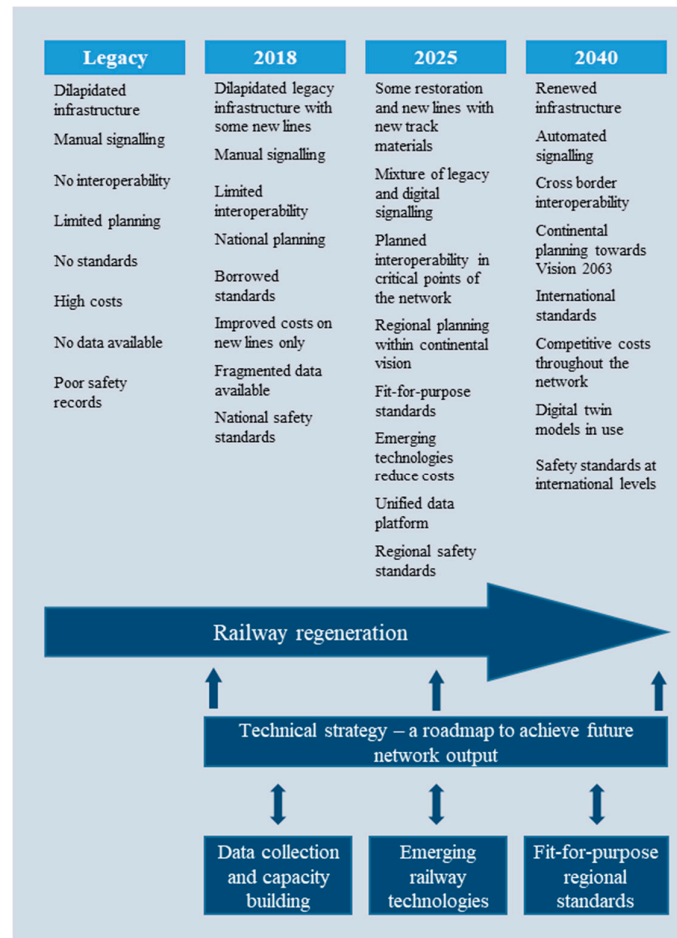 Legacy
Dilapidated
infrastructure
Manual signalling
No interoperability
Limited planning
No standards
High costs
No data available
Poor safety
records
2018
Dilapidated legacy
infrastructure with
some new lines
Manual signalling
Limited
interoperability
National planning
Borrowed
standards
Improved costs on
new lines only
Fragmented data
available
National safety
standards
2025
Some restoration
and new lines with
new track
materials
Mixture of legacy
and digital
signalling
Planned
interoperability in
critical points of
the network
Regional planning
within continental
vision
Fit-for-purpose
standards
Emerging
technologies
reduce costs
Unified data
platform
Regional safety
standards
2040
Renewed
infrastructure
Automated
signalling
Cross border
interoperability
Continental
planning towards
Vision 2063
International
standards
Competitive costs
throughout the
network
Digital twin
models in use
Safety standards at
international levels
Railway regeneration
Technical strategy – a roadmap to achieve future
network output
Data collection
and capacity
building
Emerging
railway
technologies
Fit-for-purpose
regional
standards